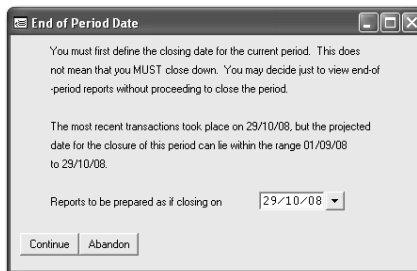 End of Period Date
You must first define the closing date for the current period. This does
not mean that you MUST close down. You may decide just to view end-of
-period reports without proceeding to close the period.
The most recent transactions took place on 29/10/08, but the projected
date for the closure of this period can lie within the range 01/09/08
to 29/10/08.
Reports to be prepared as if closing on 29/10/08
Continue Abandon